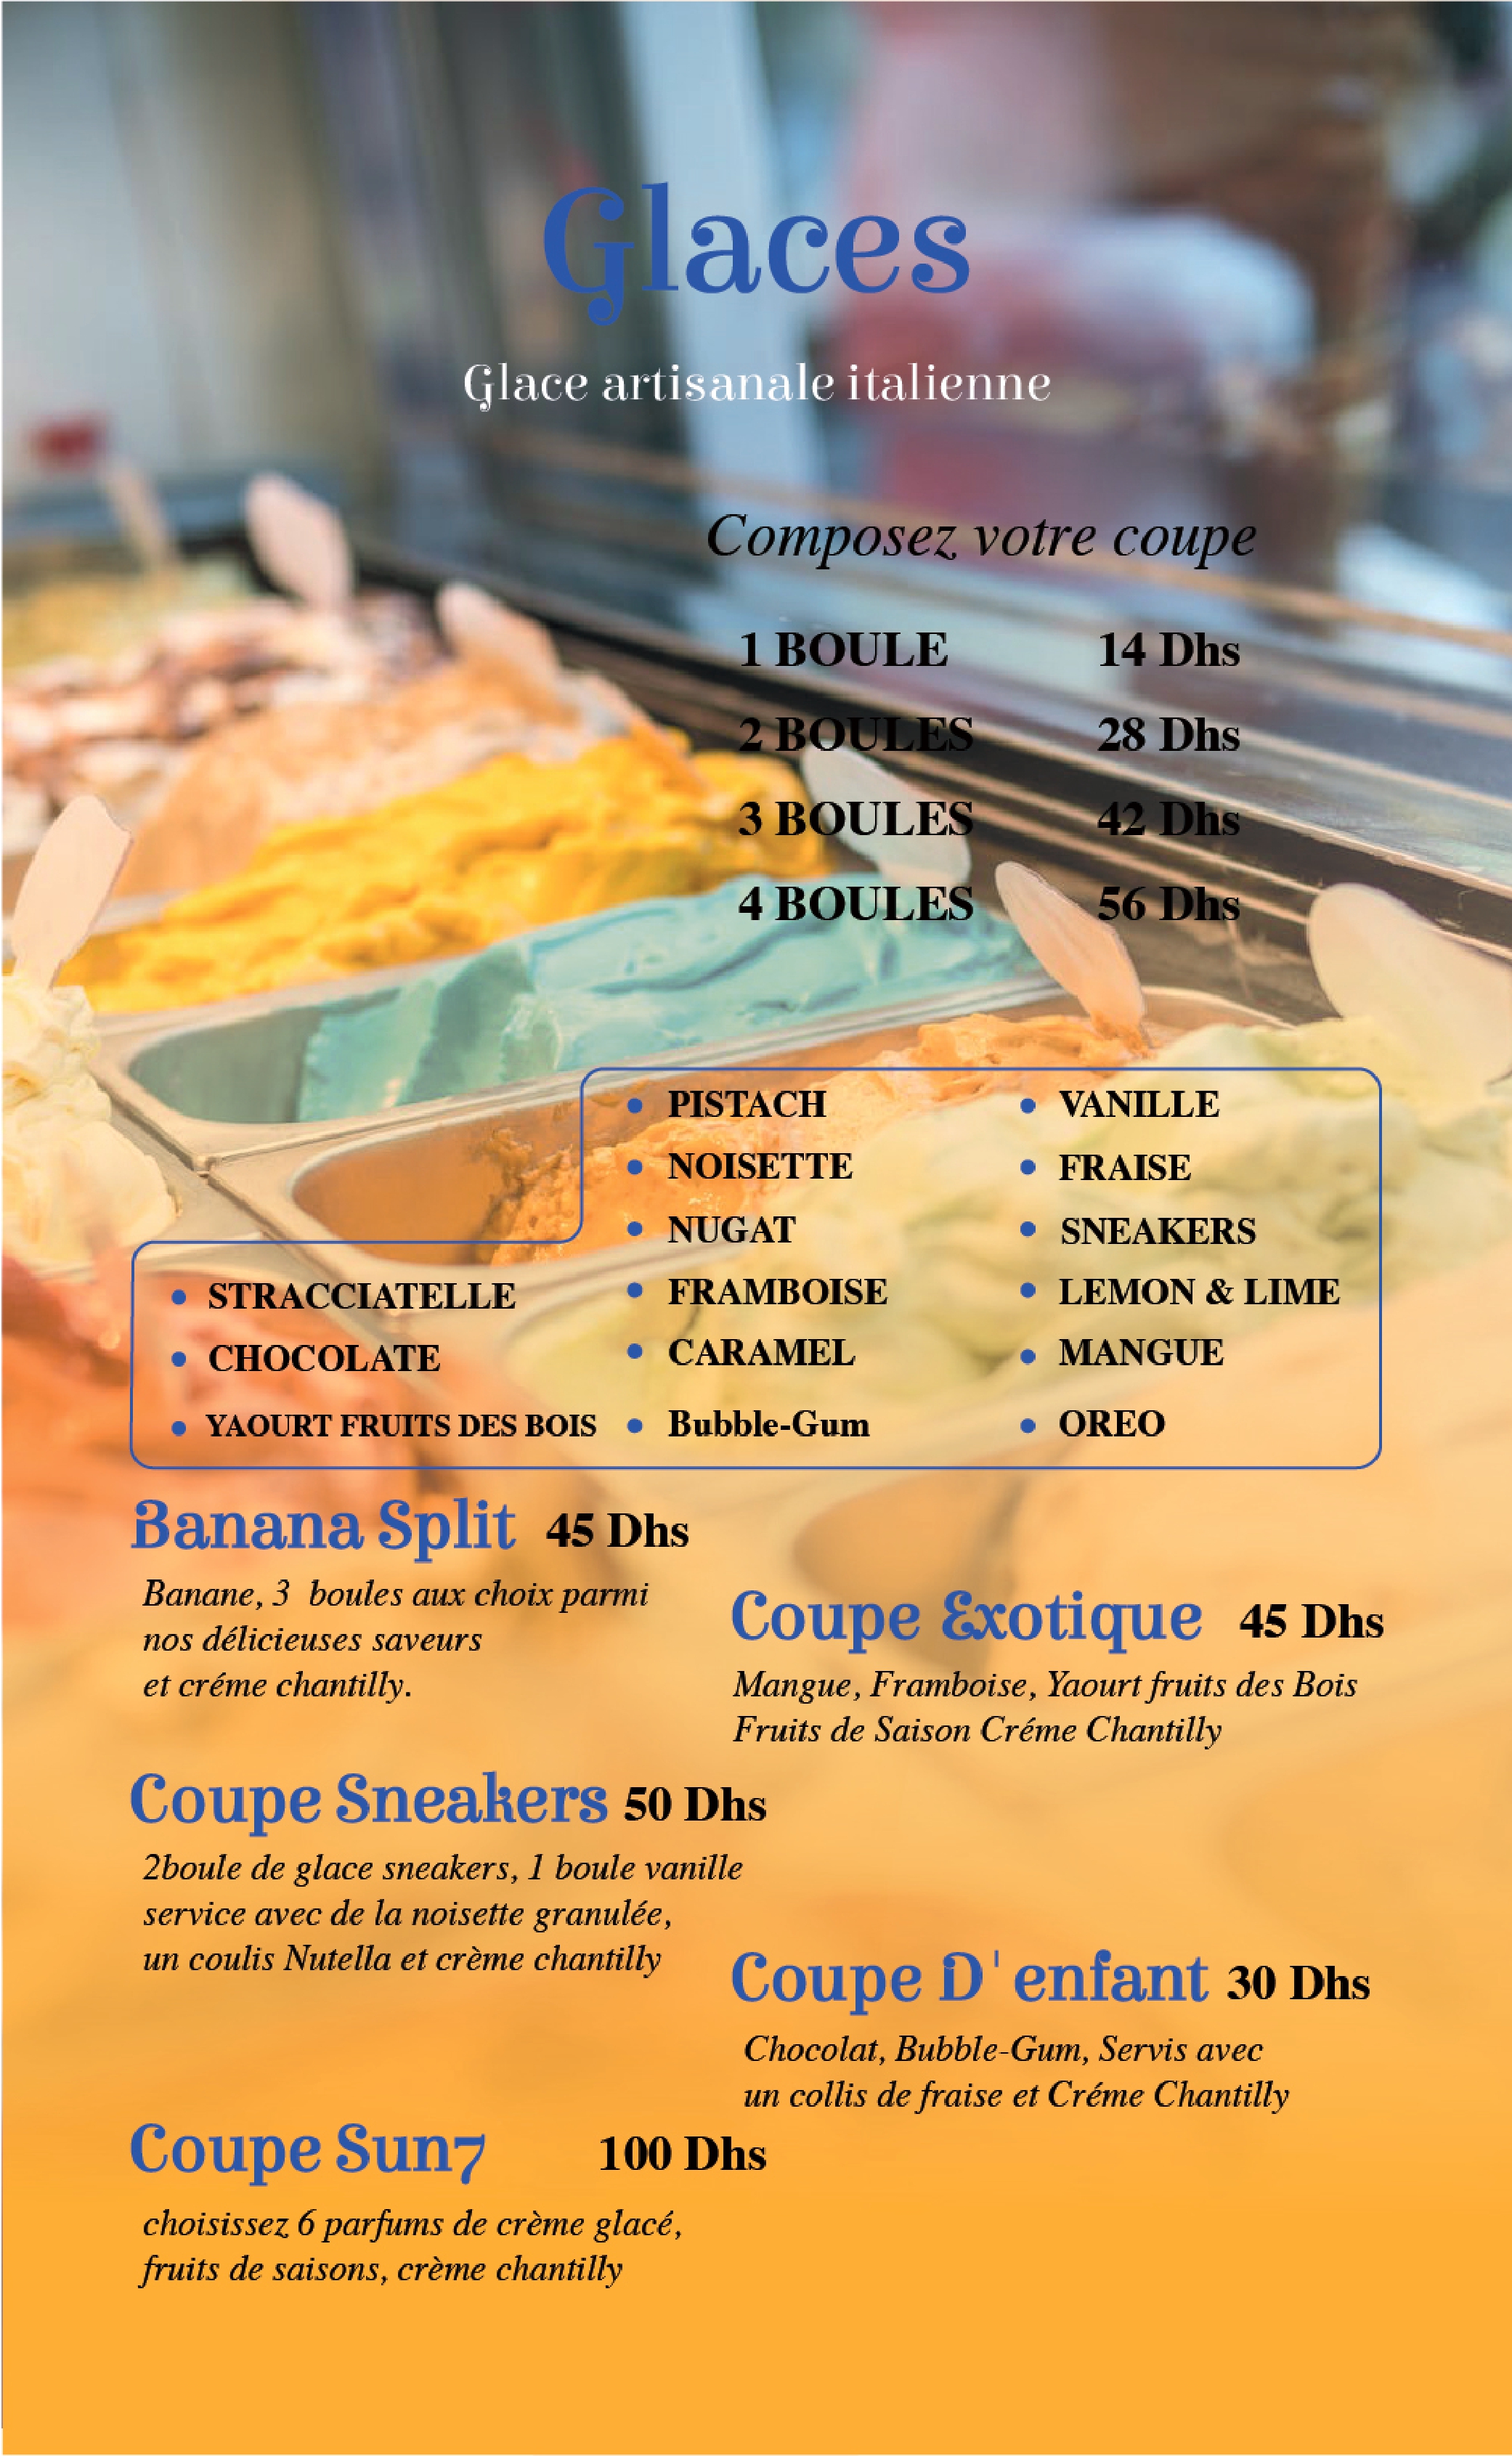 Glaces
Glace artisanale italienne
Composez votre coupe
1 BOULE 14 Dhs
2 BOULES 28 Dhs
3 BOULES 42 Dhs
4 BOULES 56 Dhs
STRACCIATELLE
CHOCOLATE
YAOURT FRUITS DES BOIS
PISTACH
NOISETTE
NUGAT
FRAMBOISE
CARAMEL
Bubble-Gum
VANILLE
FRAISE
SNEAKERS
LEMON & LIME
MANGUE
OREO
Banana Split 45 Dhs
Banane, 3 boules aux choix parmi
nos délicieuses saveurs
et créme chantilly.
Coupe Exotique 45 Dhs
Mangue, Framboise, Yaourt fruits des Bois
Fruits de Saison Créme Chantilly
Coupe Sneakers 50 Dhs
2boule de glace sneakers, 1 boule vanille
service avec de la noisette granulée,
un coulis Nutella et crème chantilly
Coupe D'enfant 30 Dhs
Chocolat, Bubble-Gum, Servis avec
un collis de fraise et Créme Chantilly
Coupe Sun7 100 Dhs
choisissez 6 parfums de crème glacé,
fruits de saisons, crème chantilly